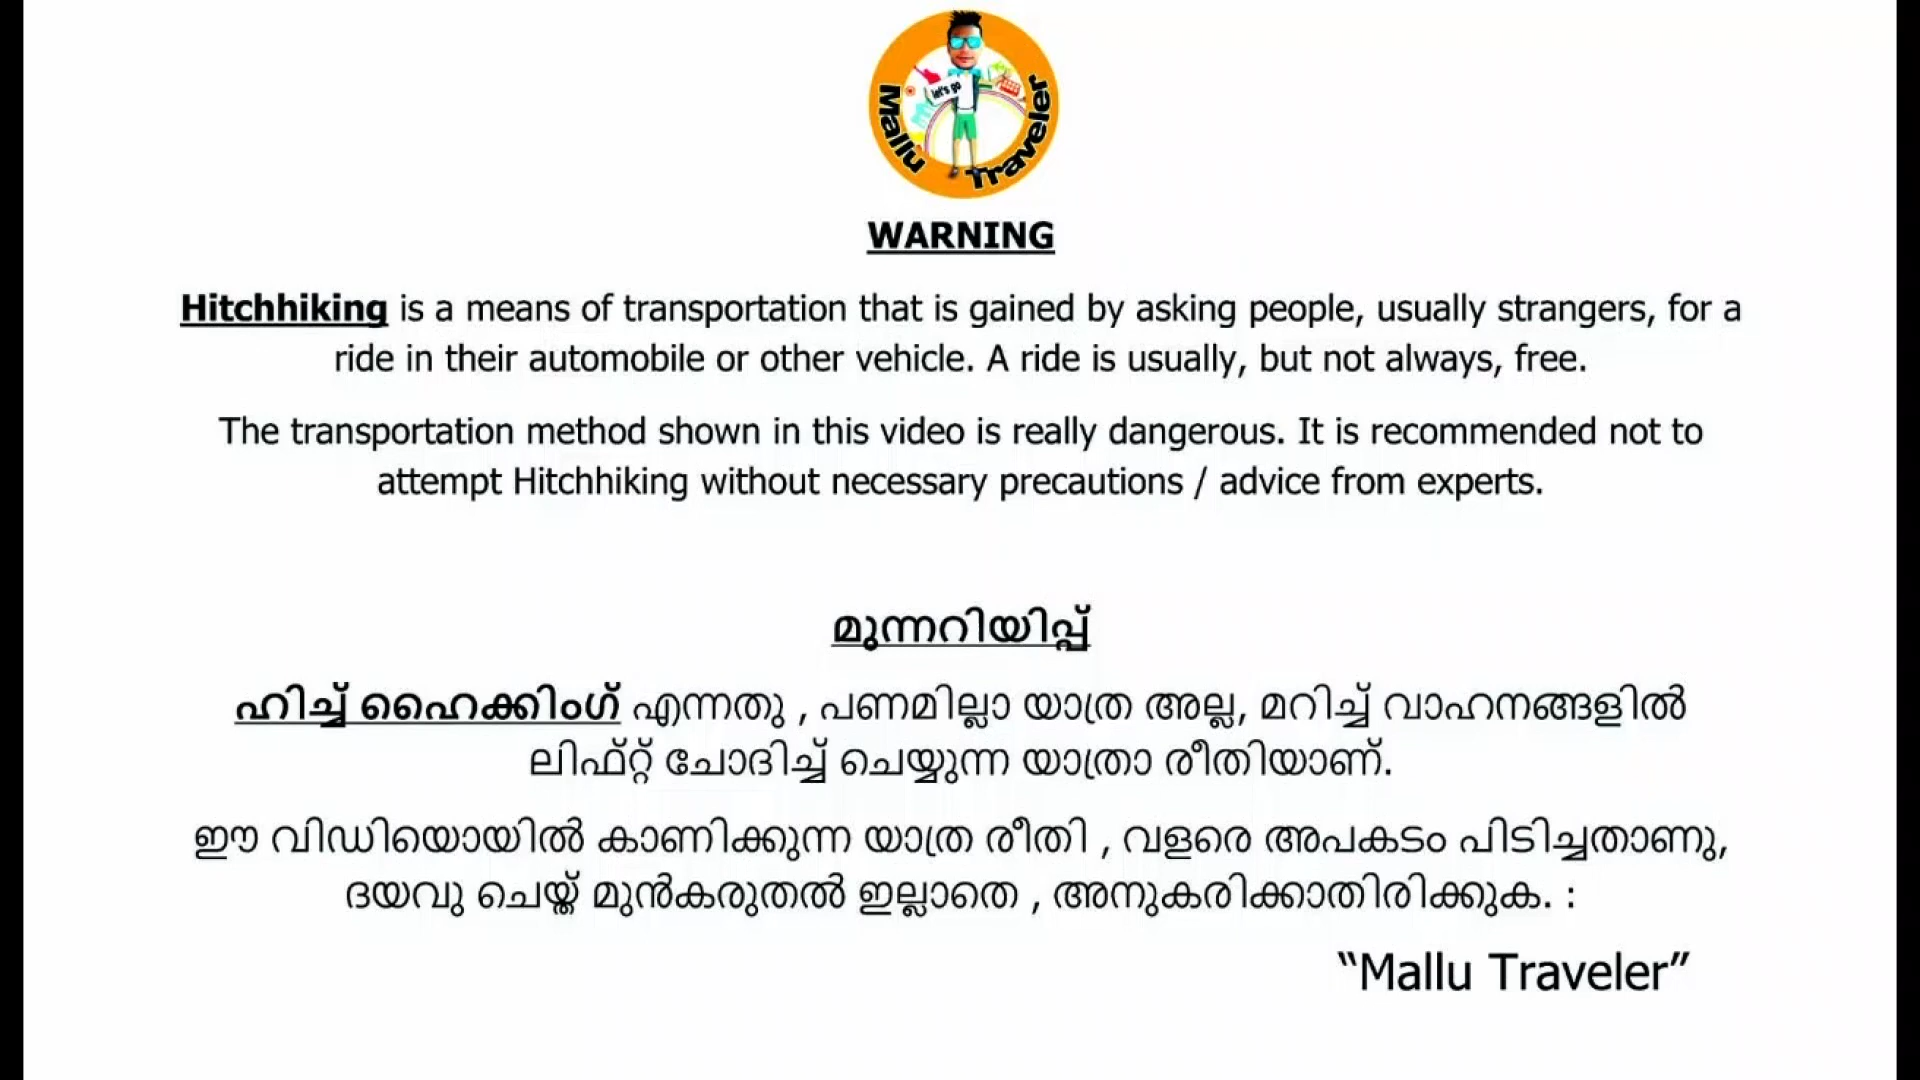 let's go
Mallu Traveler
WARNING
Hitchhiking is a means of transportation that is gained by asking people, usually strangers, for a
ride in their automobile or other vehicle. A ride is usually, but not always, free.
The transportation method shown in this video is really dangerous. It is recommended not to
attempt Hitchhiking without necessary precautions / advice from experts.
മുന്നറിയിപ്പ്
ഹിച്ച് ഹൈക്കിംഗ് എന്നതു , പണമില്ലാ യാത്ര അല്ല, മറിച്ച് വാഹനങ്ങളിൽ
ലിഫ്റ്റ് ചോദിച്ച് ചെയ്യുന്ന യാത്രാ രീതിയാണ്.
ഈ വിഡിയൊയിൽ കാണിക്കുന്ന യാത്ര രീതി , വളരെ അപകടം പിടിച്ചതാണു,
ദയവു ചെയ്ത് മുൻകരുതൽ ഇല്ലാതെ , അനുകരിക്കാതിരിക്കുക. :
“Mallu Traveler”